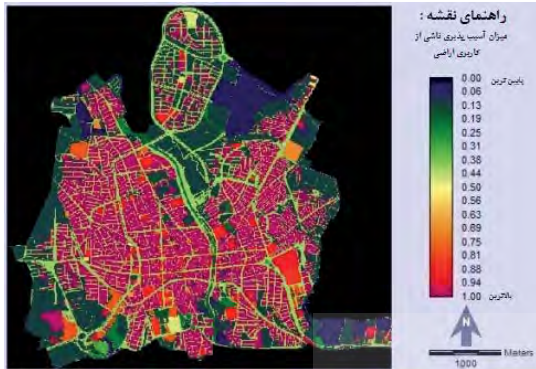 راهنمای نقشه :
میزان آسیب پذیری ناشی از
کاربری اراضی
0.00 پایین ترین
0.06
0.13
0.19
0.25
0.31
0.38
0.44
0.50
0.56
0.63
0.69
0.75
0.81
0.88
0.94
1.00 بالاترین
N
Meters
1000